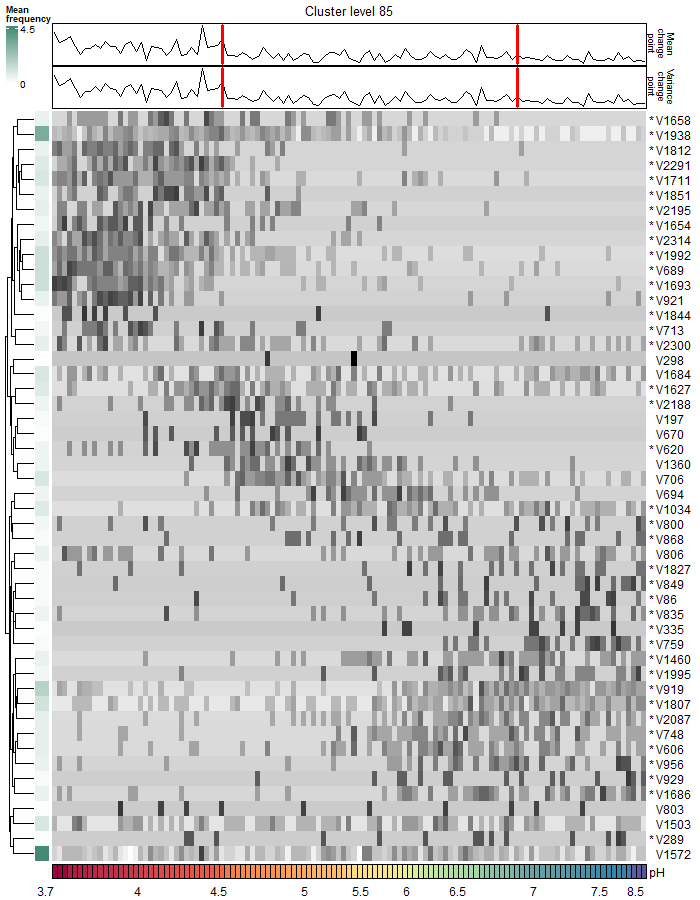 Mean
frequency
4.5
0
Cluster level 85
Mean
change
point
Variance
change
point
* V1658
* V1938
* V1812
* V2291
* V1711
* V1851
* V2195
* V1654
* V2314
* V1992
* V689
* V1693
* V921
* V1844
* V713
* V2300
V298
V1684
* V1627
* V2188
V197
V670
* V620
V1360
V706
V694
* V1034
* V800
* V868
V806
* V1827
* V849
* V86
* V835
* V335
* V759
* V1460
* V1995
* V919
* V1807
* V2087
* V748
* V606
* V956
* V929
* V1686
V803
V1503
* V289
V1572
pH
3.7 4 4.5 5 5.5 6 6.5 7 7.5 8.5